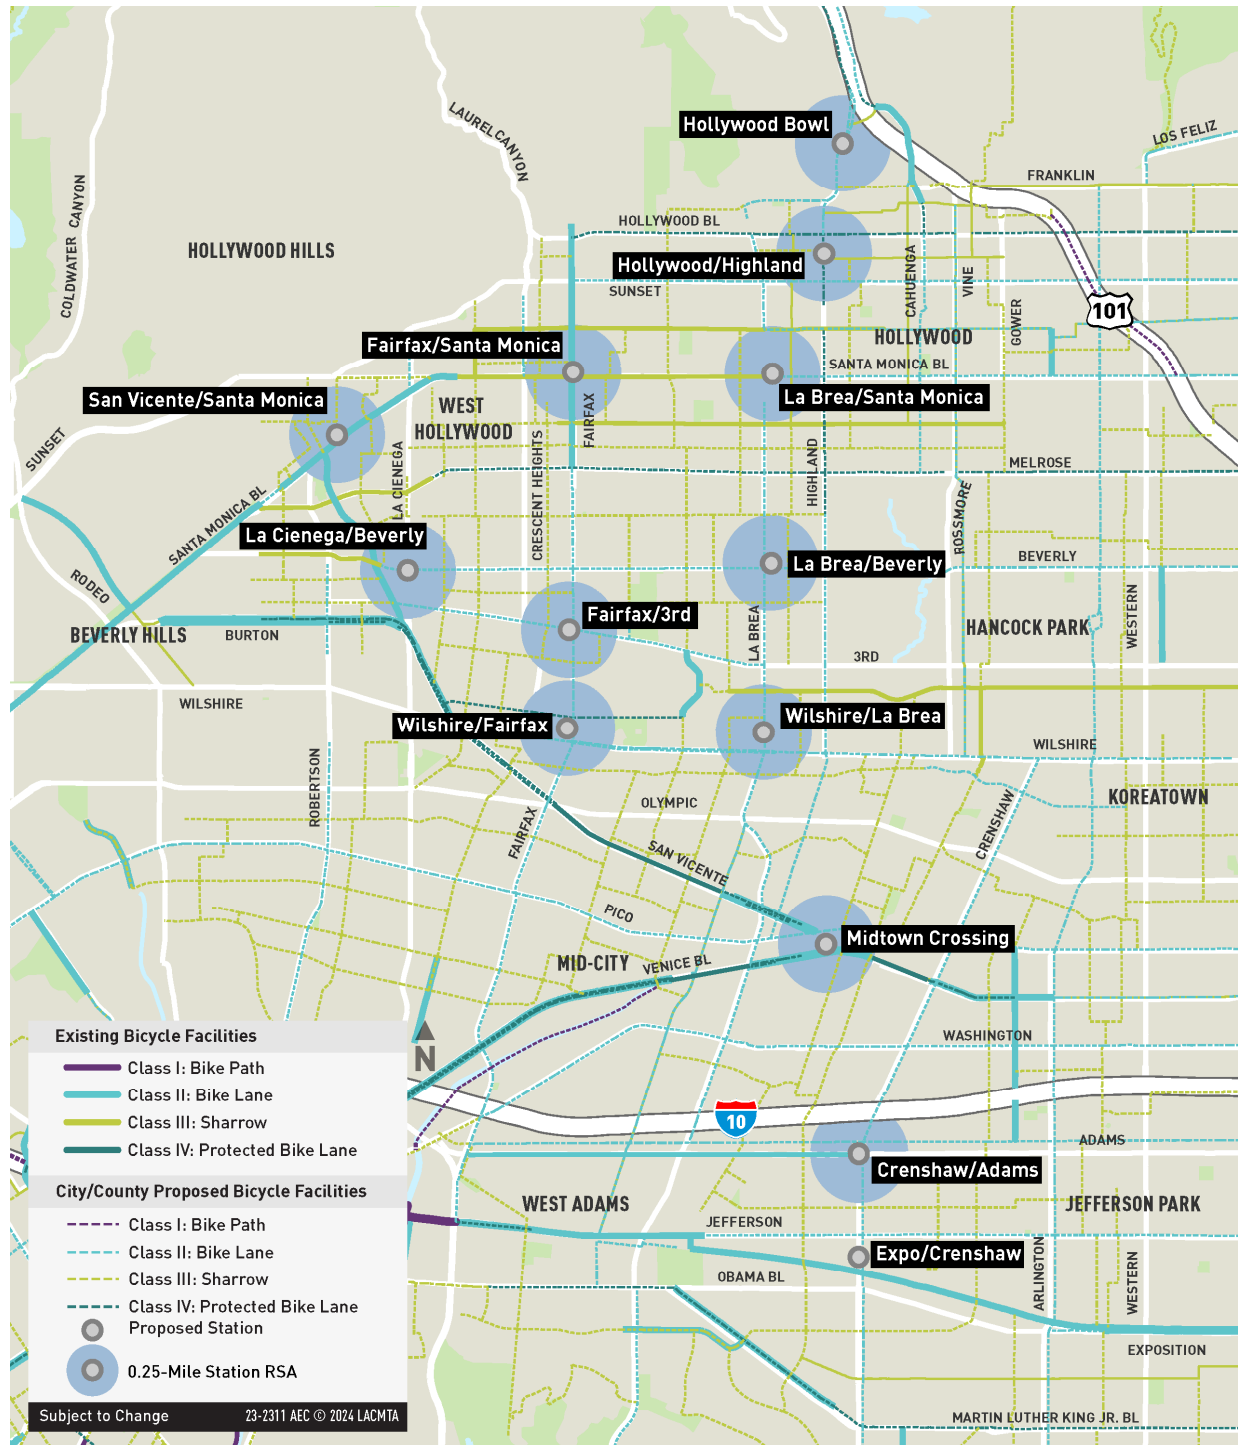 Hollywood Bowl
LAUREL CANYON
LOS FELIZ
FRANKLIN
COLDWATER CANYON
HOLLYWOOD BL
HOLLYWOOD HILLS
Hollywood/Highland
CAHUENGA
VINE
SUNSET
101
GOWER
Fairfax/Santa Monica
HOLLYWOOD
SANTA MONICA BL
San Vicente/Santa Monica
La Brea/Santa Monica
WEST
HOLLYWOOD
FAIRFAX
SUNSET
LA CIENEGA
CRESCENT HEIGHTS
HIGHLAND
MELROSE
SANTA MONICA BL
ROSSMORE
La Cienega/Beverly
La Brea/Beverly
BEVERLY
RODEO
Fairfax/3rd
LA BREA
WESTERN
BEVERLY HILLS
BURTON
HANCOCK PARK
3RD
WILSHIRE
Wilshire/Fairfax
Wilshire/La Brea
WILSHIRE
ROBERTSON
OLYMPIC
KOREATOWN
FAIRFAX
CRENSHAW
SAN VICENTE
PICO
Midtown Crossing
MID-CITY
VENICE BL
N
WASHINGTON
10
ADAMS
Crenshaw/Adams
WEST ADAMS
JEFFERSON PARK
JEFFERSON
Expo/Crenshaw
OBAMA BL
ARLINGTON
WESTERN
EXPOSITION
MARTIN LUTHER KING JR. BL
Existing Bicycle Facilities
Class I: Bike Path
Class II: Bike Lane
Class III: Sharrow
Class IV: Protected Bike Lane
City/County Proposed Bicycle Facilities
Class I: Bike Path
Class II: Bike Lane
Class III: Sharrow
Class IV: Protected Bike Lane
Proposed Station
0.25-Mile Station RSA
Subject to Change 23-2311 AEC © 2024 LACMTA